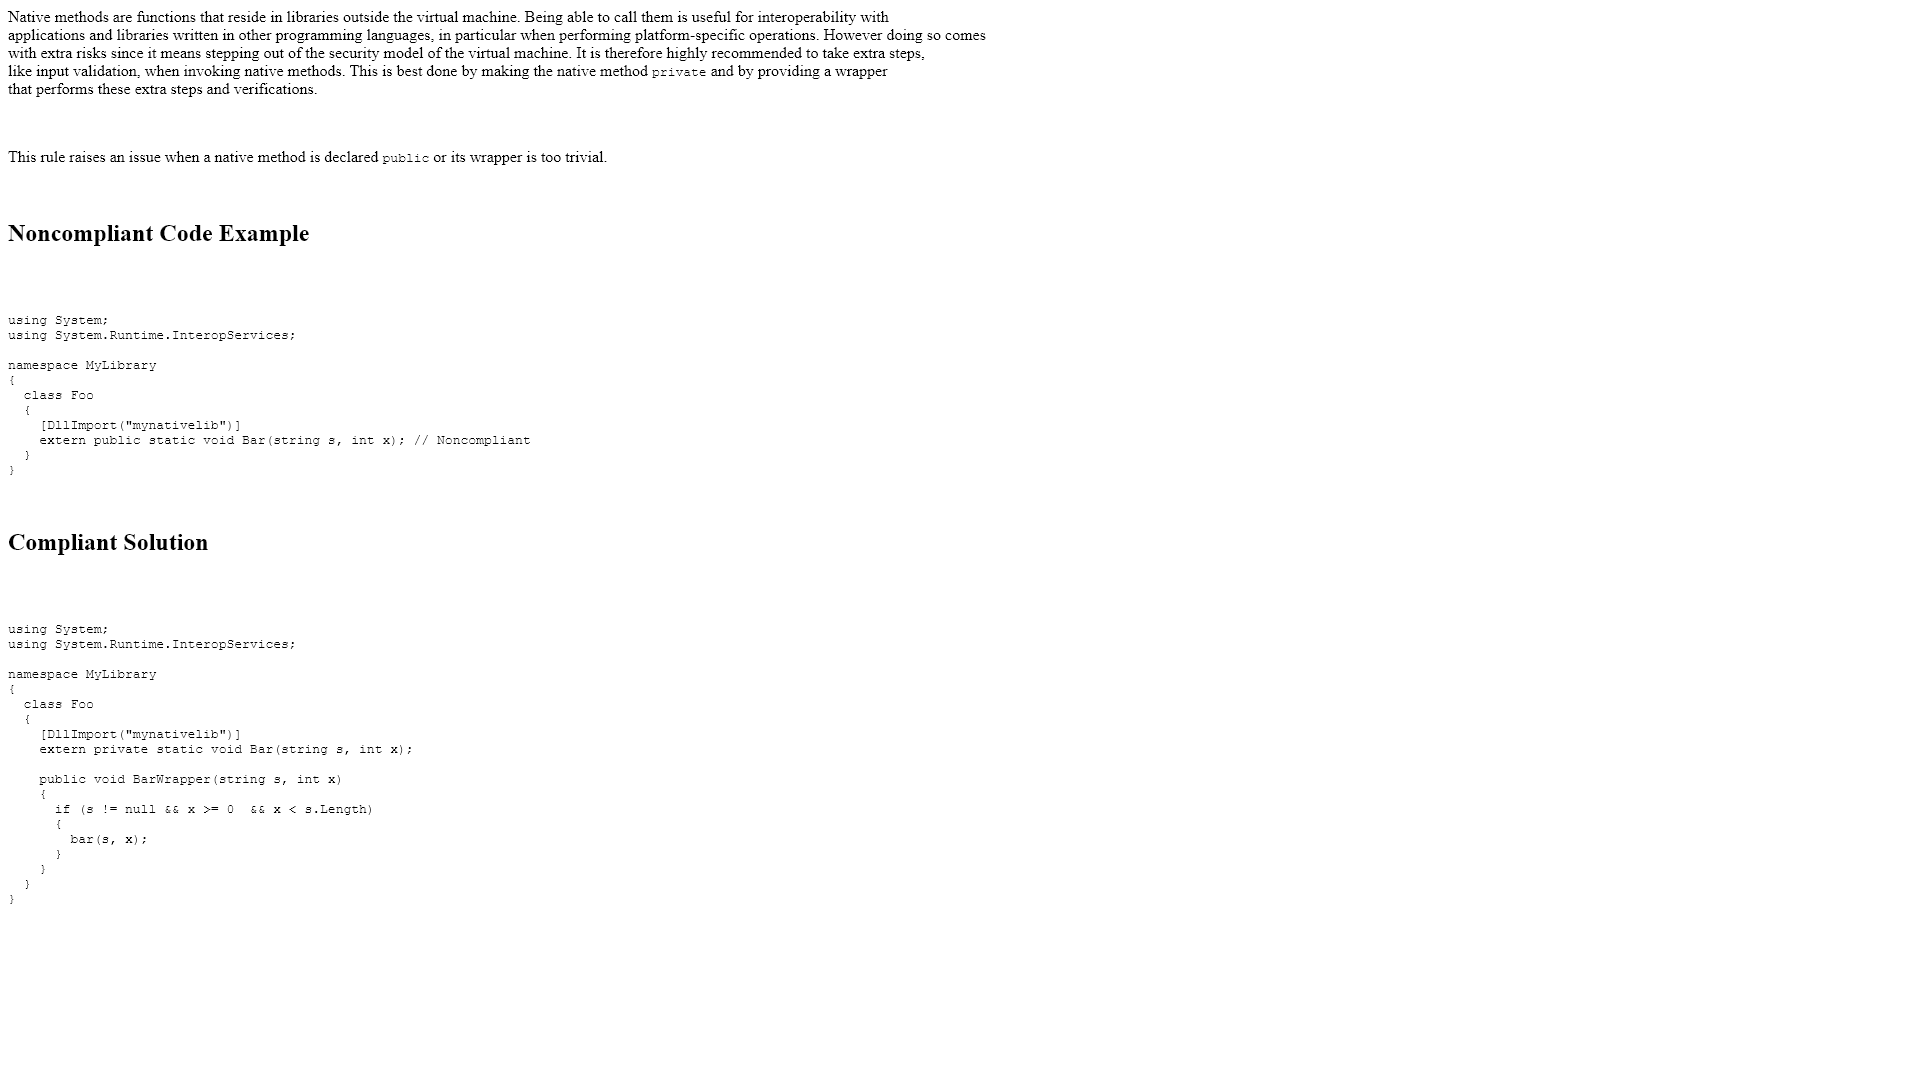 Native methods are functions that reside in libraries outside the virtual machine. Being able to call them is useful for interoperability with
applications and libraries written in other programming languages, in particular when performing platform-specific operations. However doing so comes
with extra risks since it means stepping out of the security model of the virtual machine. It is therefore highly recommended to take extra steps,
like input validation, when invoking native methods. This is best done by making the native method private and by providing a wrapper
that performs these extra steps and verifications.
This rule raises an issue when a native method is declared public or its wrapper is too trivial.
Noncompliant Code Example
using System;
using System.Runtime.InteropServices;
namespace MyLibrary
{
  class Foo
  {
    [DllImport("mynativelib")]
    extern public static void Bar(string s, int x); // Noncompliant
  }
}
Compliant Solution
using System;
using System.Runtime.InteropServices;
namespace MyLibrary
{
  class Foo
  {
    [DllImport("mynativelib")]
    extern private static void Bar(string s, int x);
    public void BarWrapper(string s, int x)
    {
      if (s != null && x >= 0  && x < s.Length)
      {
        bar(s, x);
      }
    }
  }
}